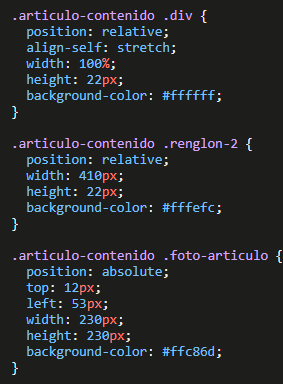 .articulo-contenido .div {
position: relative;
align-self: stretch;
width: 100%;
height: 22px;
background-color: #ffffff;
}
.articulo-contenido .renglon-2 {
position: relative;
width: 410px;
height: 22px;
background-color: #fffefc;
}
.articulo-contenido .foto-articulo {
position: absolute;
top: 12px;
left: 53px;
width: 230px;
height: 230px;
background-color: #ffc86d;
}